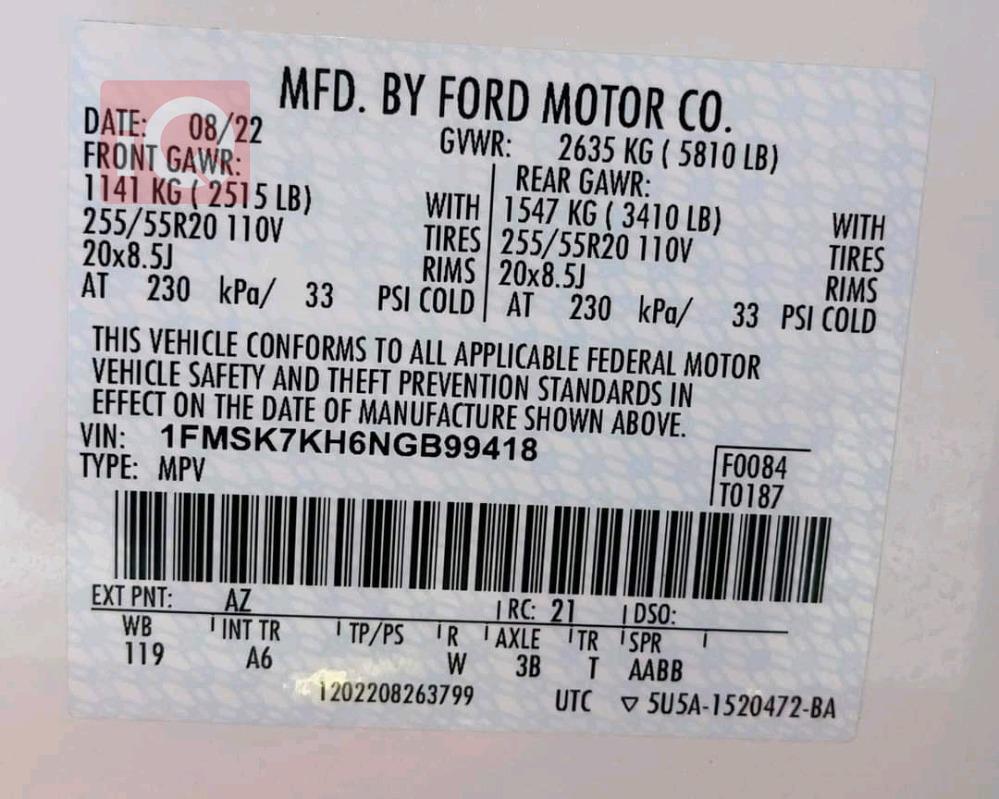 MFD. BY FORD MOTOR CO.
DATE: 08/22 GVWR: 2635 KG ( 5810 LB)
FRONT GAWR: REAR GAWR:
1141 KG ( 2515 LB) WITH 1547 KG ( 3410 LB) WITH
255/55R20 110V TIRES 255/55R20 110V TIRES
20x8.5J RIMS 20x8.5J RIMS
AT 230 kPa/ 33 PSI COLD AT 230 kPa/ 33 PSI COLD
THIS VEHICLE CONFORMS TO ALL APPLICABLE FEDERAL MOTOR
VEHICLE SAFETY AND THEFT PREVENTION STANDARDS IN
EFFECT ON THE DATE OF MANUFACTURE SHOWN ABOVE.
VIN: 1FMSK7KH6NGB99418
TYPE: MPV
F0084
T0187
EXT PNT: AZ RC: 21 DSO:
WB INT TR TP/PS R AXLE TR SPR
119 A6 W 3B T AABB
1202208263799 UTC ▽ 5U5A-1520472-BA